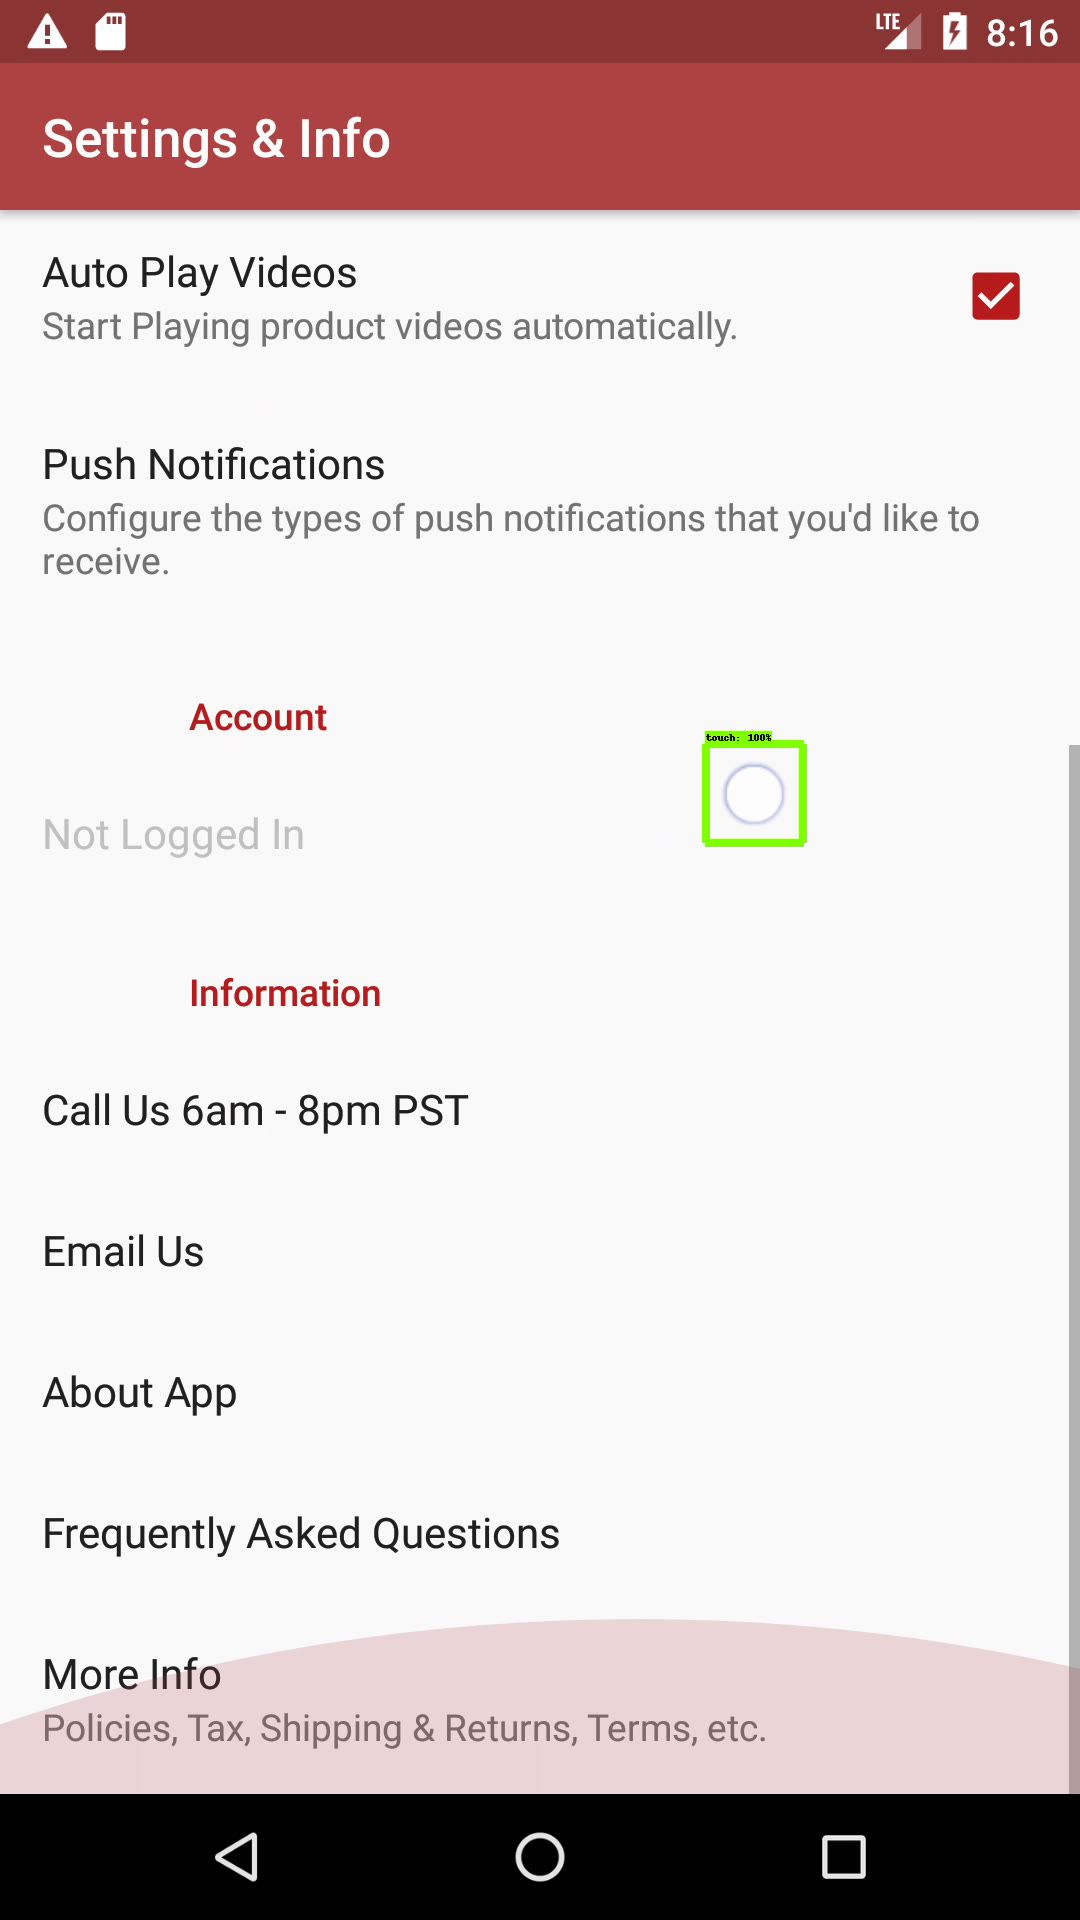 LTE 8:16
Settings & Info
Auto Play Videos
Start Playing product videos automatically.
Push Notifications
Configure the types of push notifications that you'd like to
receive.
Account
touch: 100%
Not Logged In
Information
Call Us 6am - 8pm PST
Email Us
About App
Frequently Asked Questions
More Info
Policies, Tax, Shipping & Returns, Terms, etc.